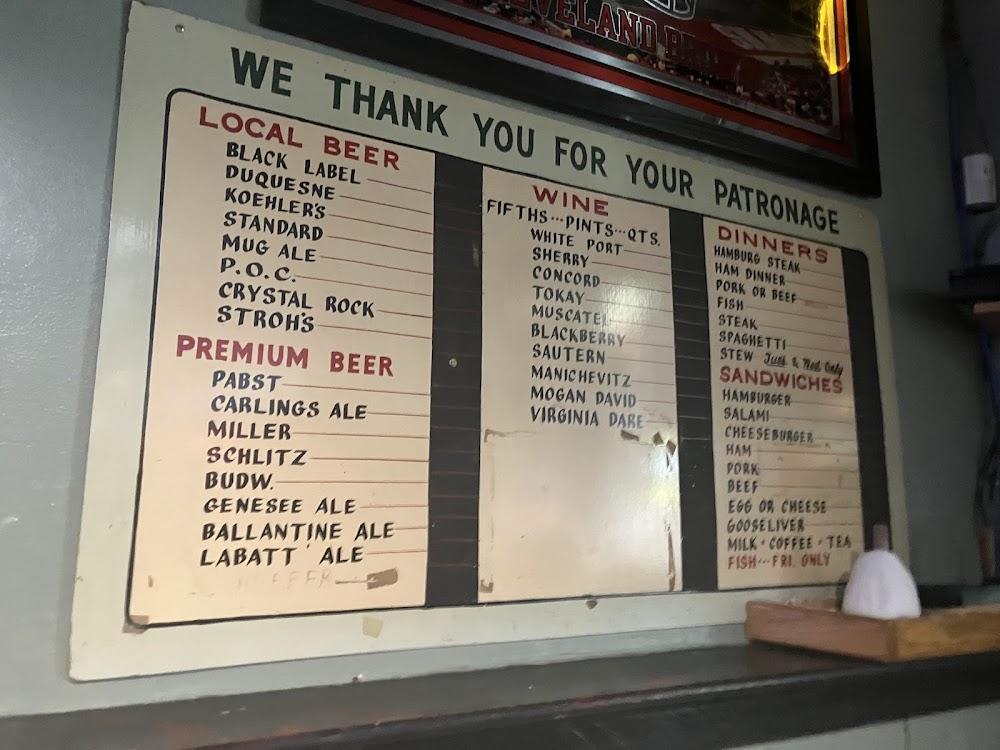 CLEVELAND
WE THANK YOU FOR YOUR PATRONAGE
LOCAL BEER
BLACK LABEL
DUQUESNE
KOEHLER'S
STANDARD
MUG ALE
P.O.C.
CRYSTAL ROCK
STROH'S
PREMIUM BEER
PABST
CARLINGS ALE
MILLER
SCHLITZ
BUDW.
GENESEE ALE
BALLANTINE ALE
LABATT ALE
WINE
FIFTHS···PINTS···QTS.
WHITE PORT
SHERRY
CONCORD
TOKAY
MUSCATEL
BLACKBERRY
SAUTERN
MANICHEVITZ
MOGAN DAVID
VIRGINIA DARE
DINNERS
HAMBURG STEAK
HAM DINNER
PORK OR BEEF
FISH
STEAK
SPAGHETTI
STEW Tues & Wed Only
SANDWICHES
HAMBURGER
SALAMI
CHEESEBURGER
HAM
PORK
BEEF
EGG OR CHEESE
GOOSELIVER
MILK · COFFEE · TEA
FISH···FRI. ONLY